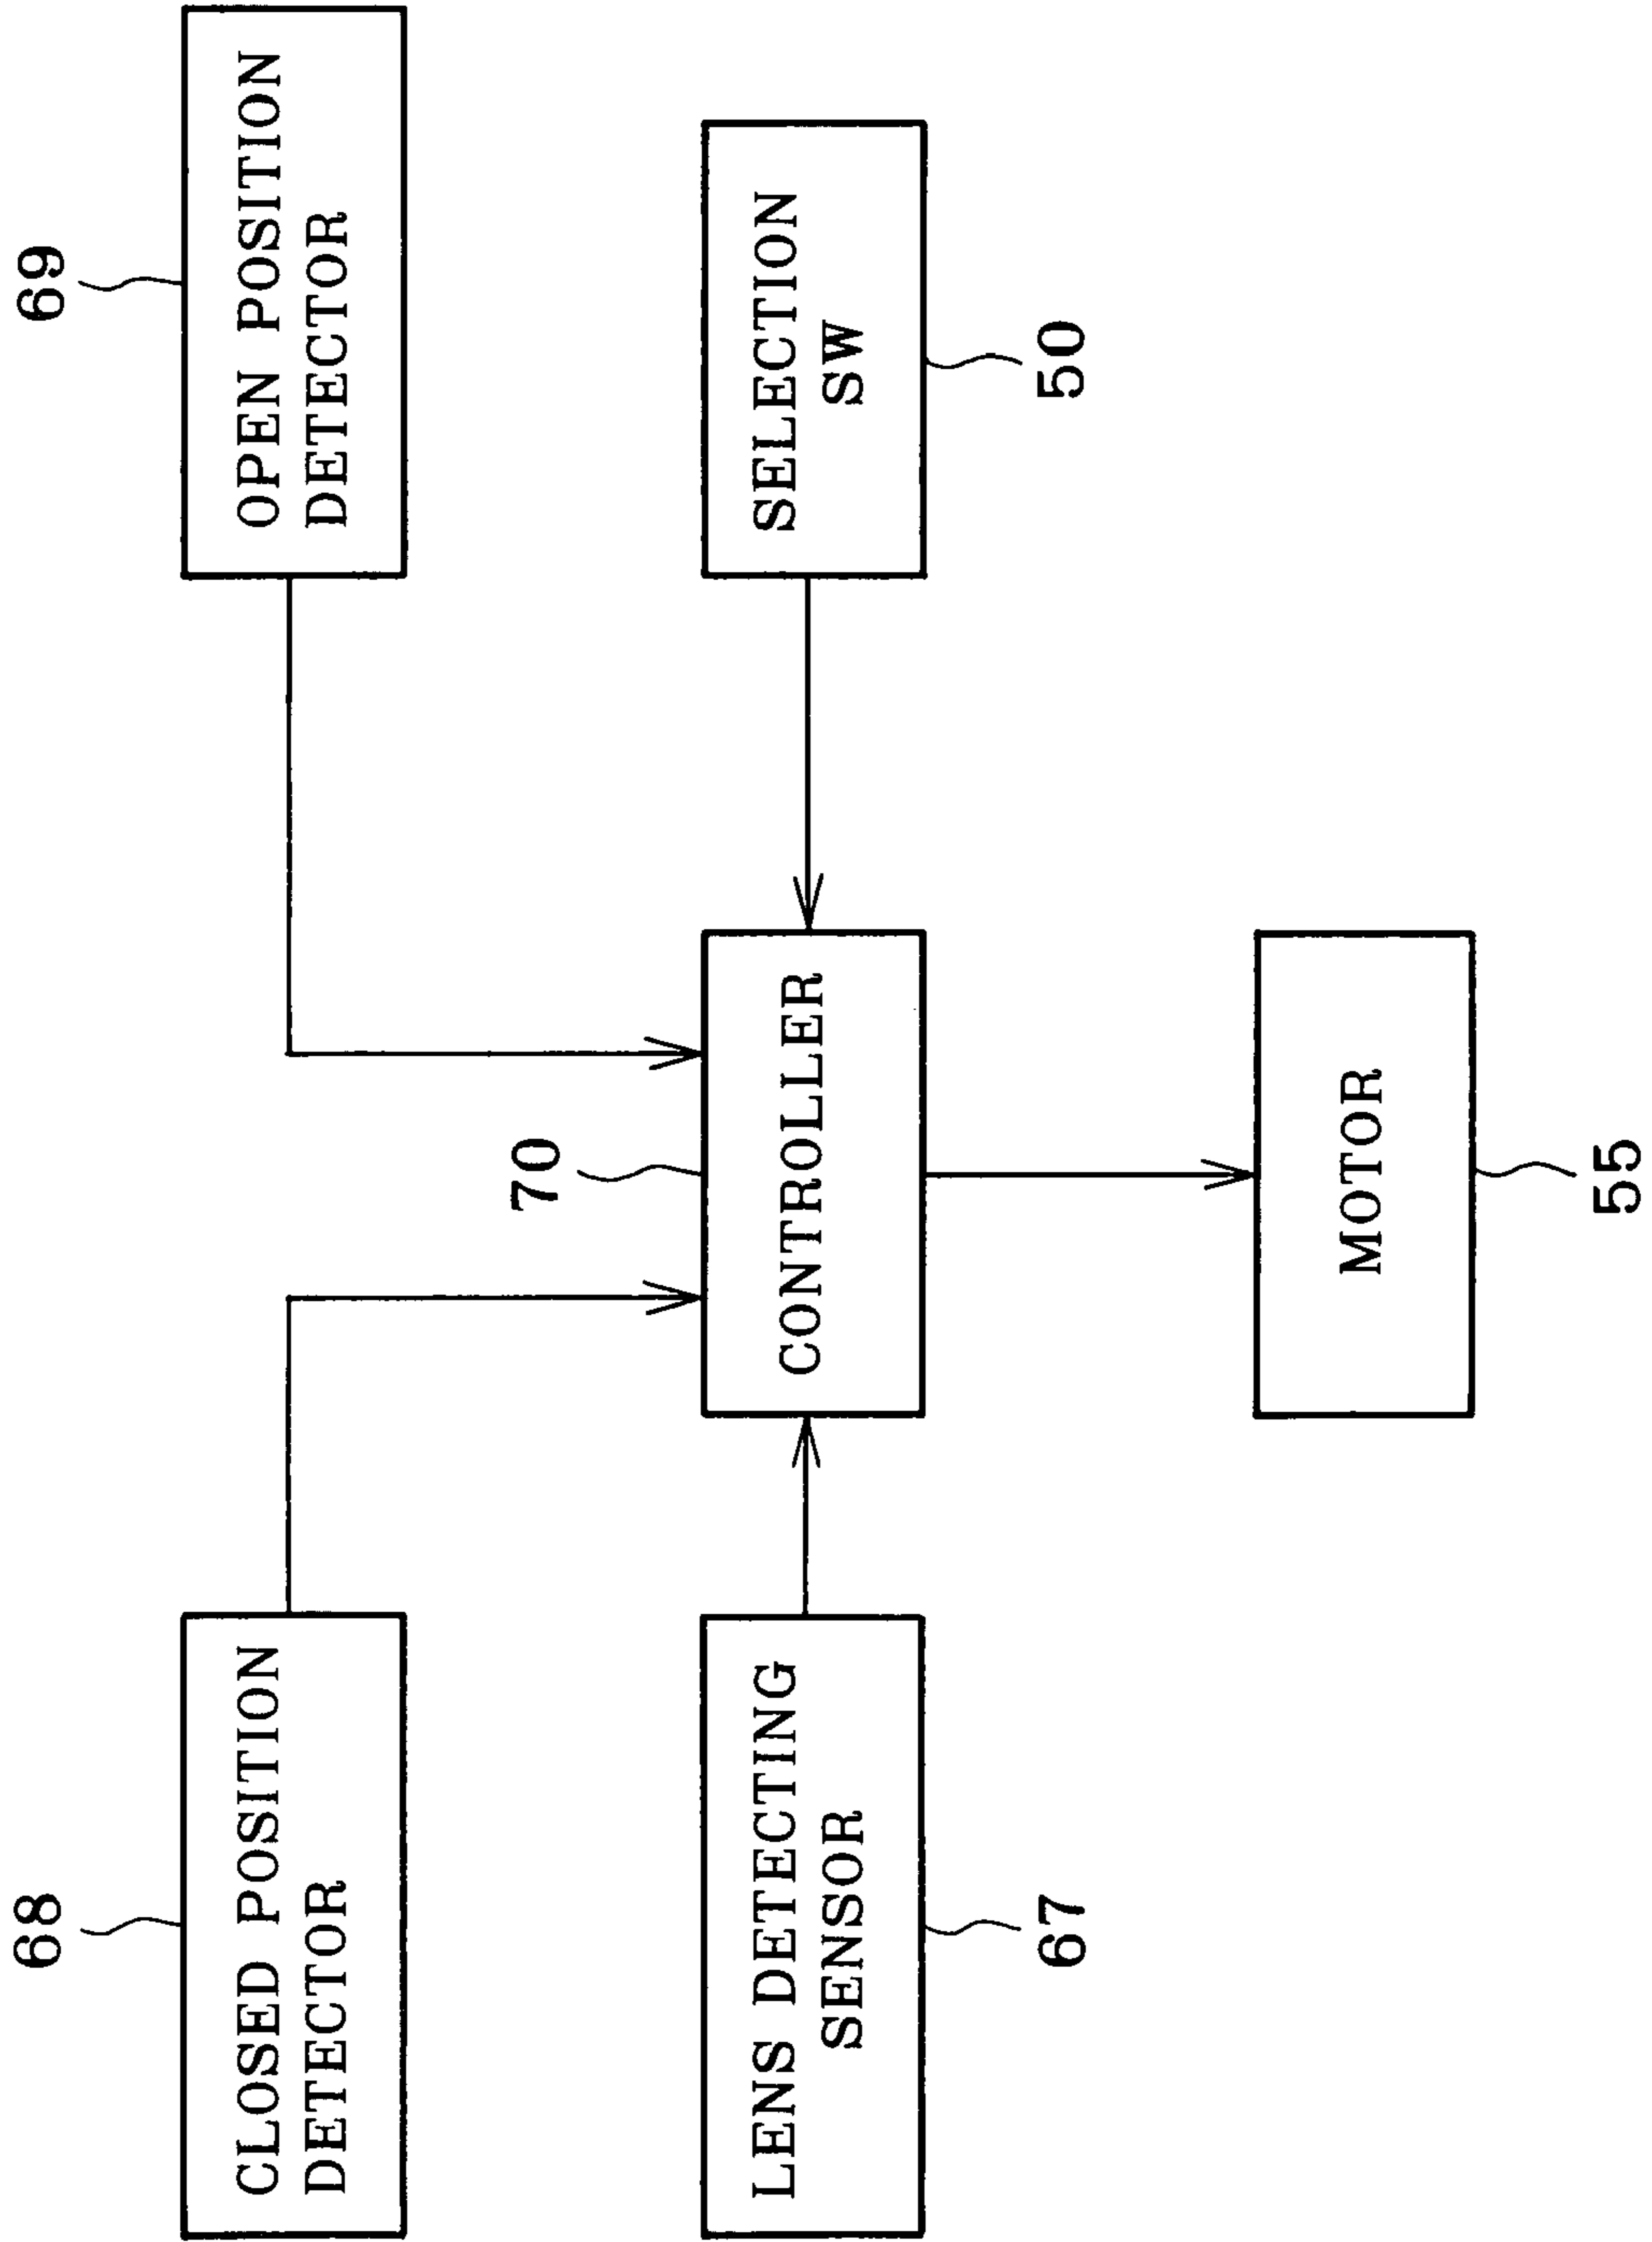 68
CLOSED POSITION
DETECTOR
69
OPEN POSITION
DETECTOR
70
CONTROLLER
LENS DETECTING
SENSOR
67
SELECTION
SW
50
MOTOR
55